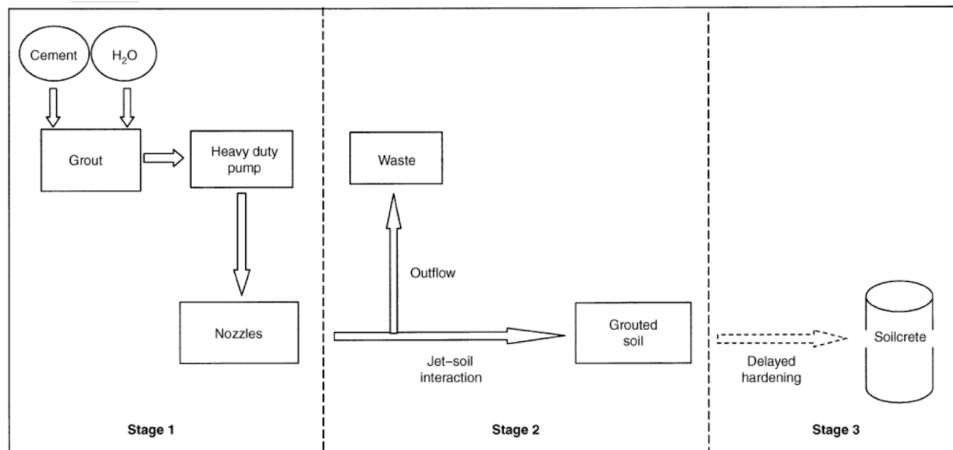 Cement
H₂O
Grout
Heavy duty
pump
Nozzles
Stage 1
Waste
Outflow
Jet–soil
interaction
Grouted
soil
Stage 2
Delayed
hardening
Soilcrete
Stage 3